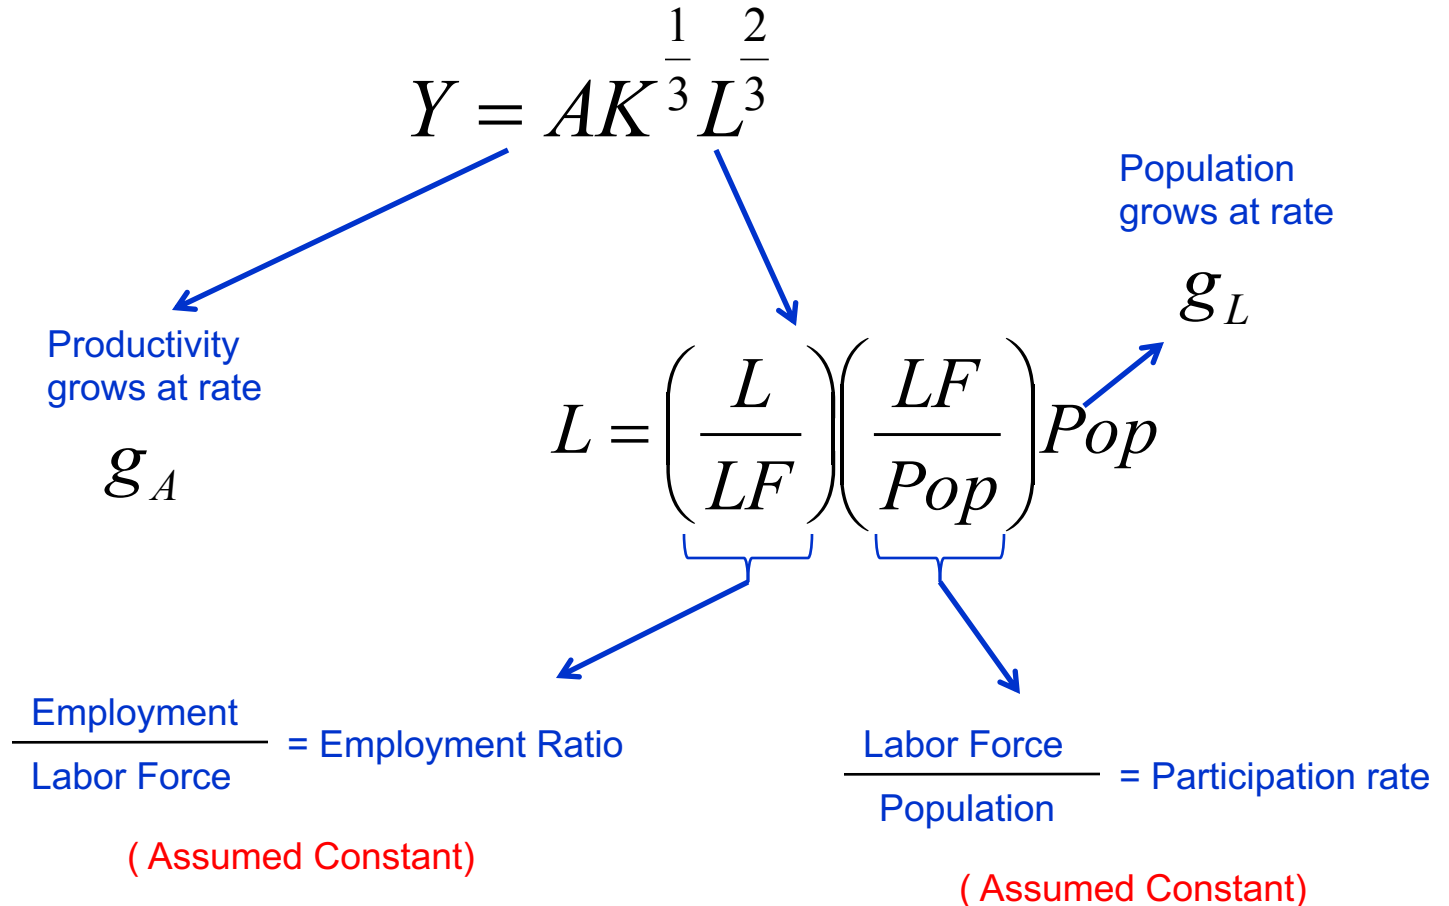 Y = AK^{1/3} L^{2/3}
Population
grows at rate
g_L
Productivity
grows at rate
g_A
L = (L/LF)(LF/Pop)Pop
Employment
Labor Force
= Employment Ratio
( Assumed Constant)
Labor Force
Population
= Participation rate
( Assumed Constant)